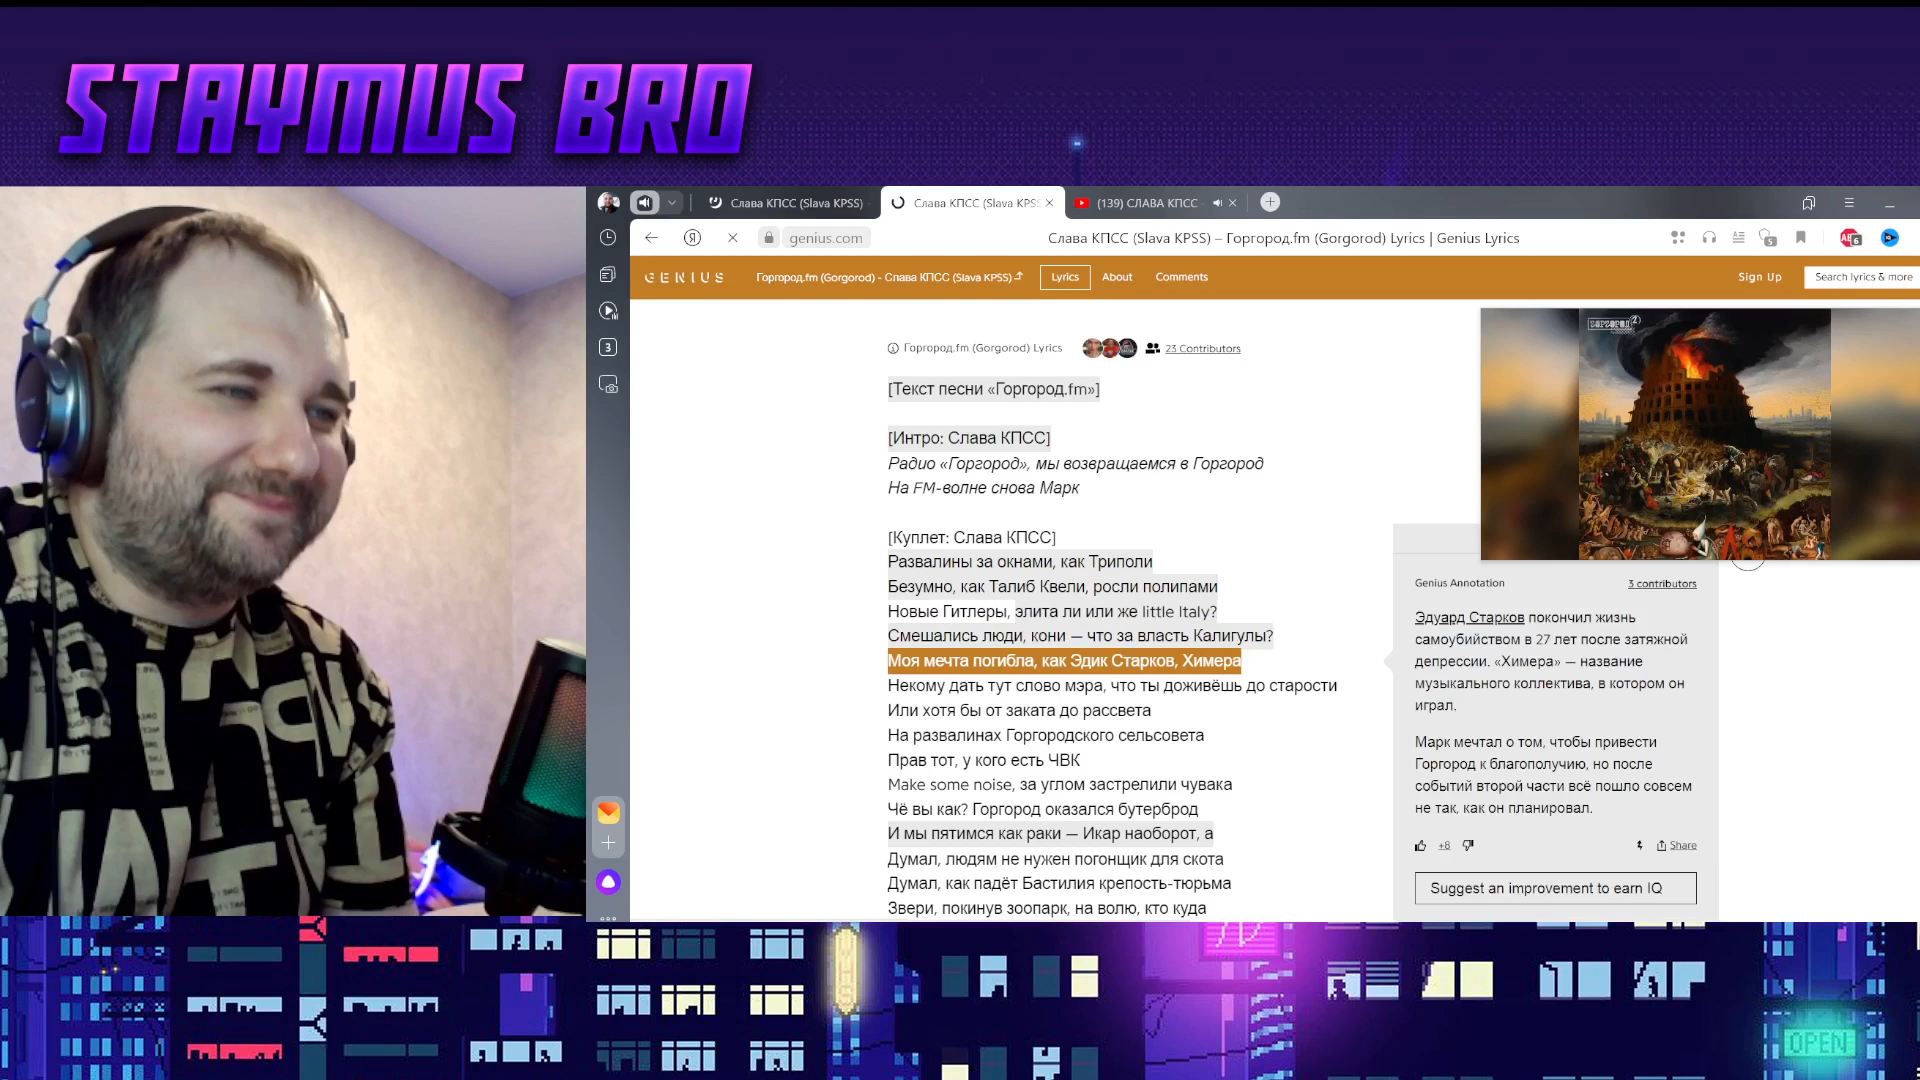 STAYMUS BRO
Слава КПСС (Slava KPSS)
Слава КПСС (Slava KPSS
(139) СЛАВА КПСС
genius.com
Слава КПСС (Slava KPSS) – Горгород.fm (Gorgorod) Lyrics | Genius Lyrics
5
6
GENIUS
Горгород.fm (Gorgorod) - Слава КПСС (Slava KPSS)
Lyrics
About
Comments
Sign Up
Search lyrics & more
3
Горгород.fm (Gorgorod) Lyrics
23 Contributors
[Текст песни «Горгород.fm»]
[Интро: Слава КПСС]
Радио «Горгород», мы возвращаемся в Горгород
На FM-волне снова Марк
[Куплет: Слава КПСС]
Развалины за окнами, как Триполи
Безумно, как Талиб Квели, росли полипами
Новые Гитлеры, элита ли или же little Italy?
Смешались люди, кони — что за власть Калигулы?
Моя мечта погибла, как Эдик Старков, Химера
Некому дать тут слово мэра, что ты доживёшь до старости
Или хотя бы от заката до рассвета
На развалинах Горгородского сельсовета
Прав тот, у кого есть ЧВК
Make some noise, за углом застрелили чувака
Чё вы как? Горгород оказался бутерброд
И мы пятимся как раки — Икар наоборот, а
Думал, людям не нужен погонщик для скота
Думал, как падёт Бастилия крепость-тюрьма
Звери, покинув зоопарк, на волю, кто куда
ГОРГОРОД 2
Genius Annotation
3 contributors
Эдуард Старков покончил жизнь
самоубийством в 27 лет после затяжной
депрессии. «Химера» — название
музыкального коллектива, в котором он
играл.
Марк мечтал о том, чтобы привести
Горгород к благополучию, но после
событий второй части всё пошло совсем
не так, как он планировал.
+8
Share
Suggest an improvement to earn IQ
OPEN